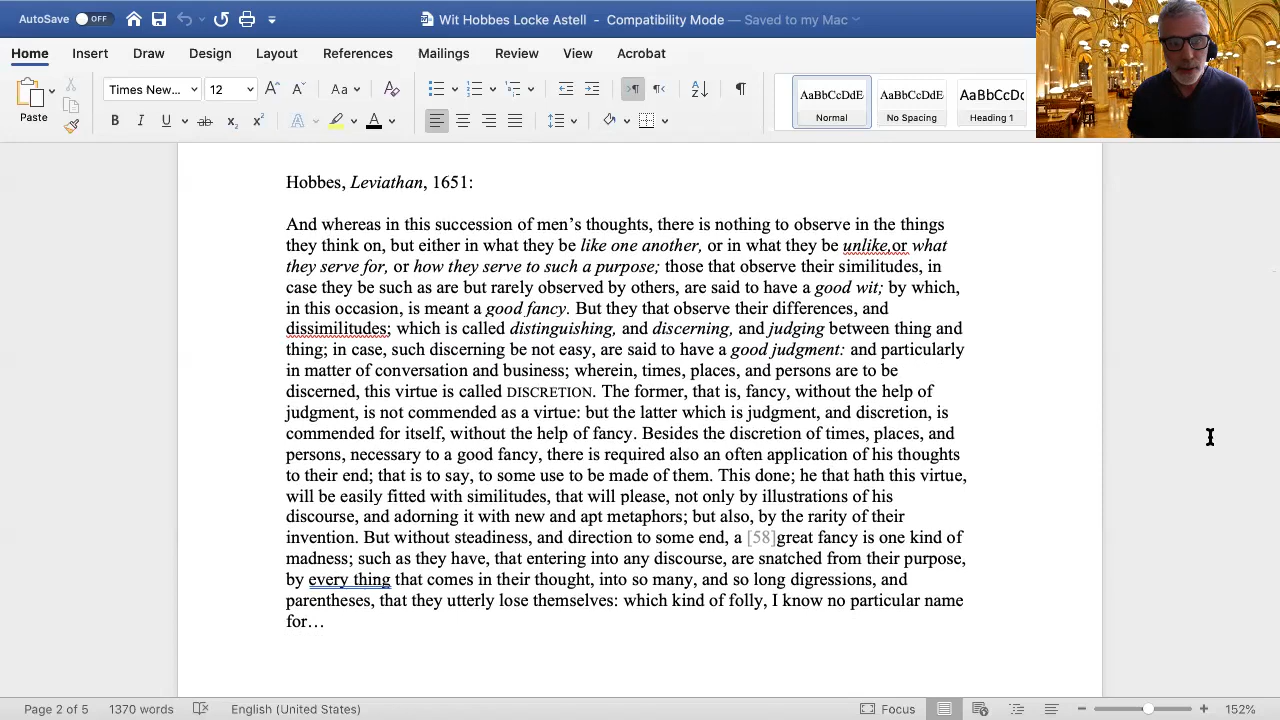 AutoSave OFF Wit Hobbes Locke Astell - Compatibility Mode — Saved to my Mac
Home Insert Draw Design Layout References Mailings Review View Acrobat
Paste
Times New... 12 Aa
AaBbCcDdE AaBbCcDdE AaBbCcDc
Normal No Spacing Heading 1
Hobbes, Leviathan, 1651:
And whereas in this succession of men’s thoughts, there is nothing to observe in the things
they think on, but either in what they be like one another, or in what they be unlike,or what
they serve for, or how they serve to such a purpose; those that observe their similitudes, in
case they be such as are but rarely observed by others, are said to have a good wit; by which,
in this occasion, is meant a good fancy. But they that observe their differences, and
dissimilitudes; which is called distinguishing, and discerning, and judging between thing and
thing; in case, such discerning be not easy, are said to have a good judgment: and particularly
in matter of conversation and business; wherein, times, places, and persons are to be
discerned, this virtue is called DISCRETION. The former, that is, fancy, without the help of
judgment, is not commended as a virtue: but the latter which is judgment, and discretion, is
commended for itself, without the help of fancy. Besides the discretion of times, places, and
persons, necessary to a good fancy, there is required also an often application of his thoughts
to their end; that is to say, to some use to be made of them. This done; he that hath this virtue,
will be easily fitted with similitudes, that will please, not only by illustrations of his
discourse, and adorning it with new and apt metaphors; but also, by the rarity of their
invention. But without steadiness, and direction to some end, a [58]great fancy is one kind of
madness; such as they have, that entering into any discourse, are snatched from their purpose,
by every thing that comes in their thought, into so many, and so long digressions, and
parentheses, that they utterly lose themselves: which kind of folly, I know no particular name
for…
Page 2 of 5 1370 words English (United States) Focus 152%